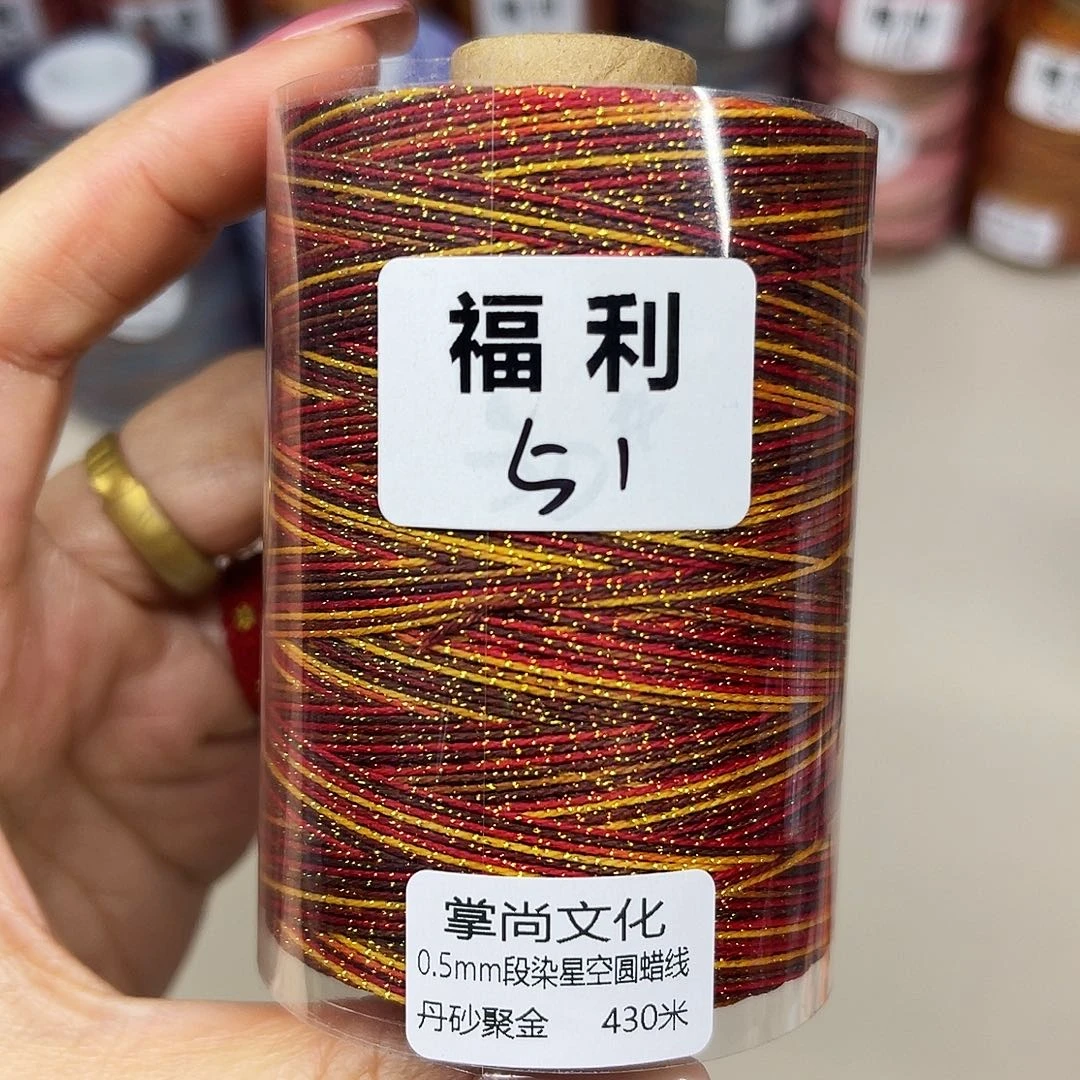 福利
51
掌尚文化
0.5mm段染星空圆蜡线
丹砂聚金 430米